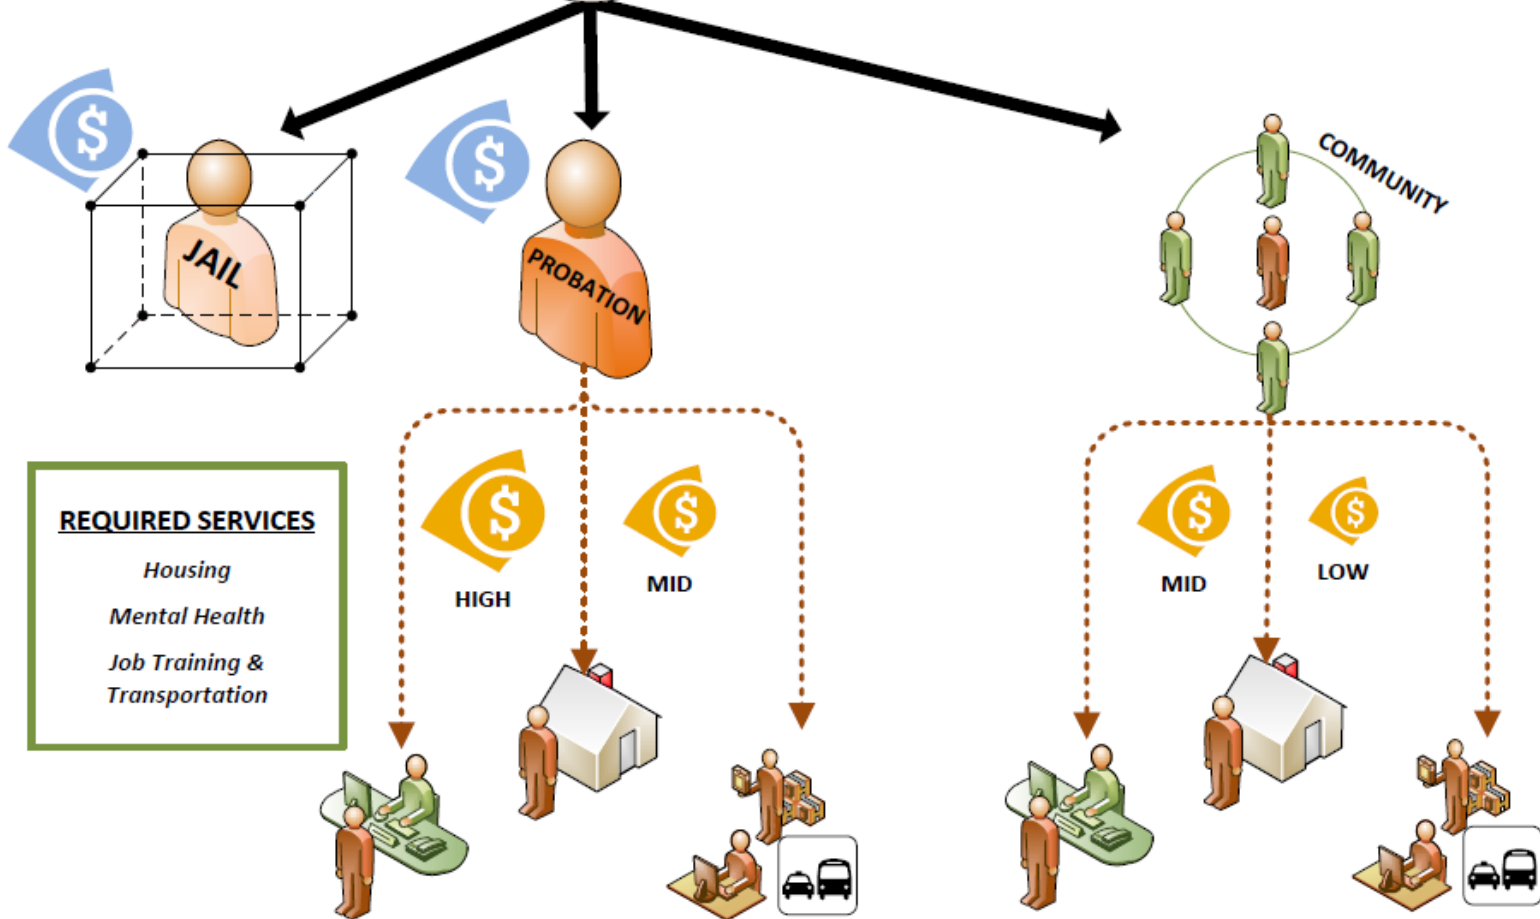 $
$
JAIL
PROBATION
COMMUNITY
$
HIGH
$
MID
$
MID
$
LOW
REQUIRED SERVICES
Housing
Mental Health
Job Training &
Transportation